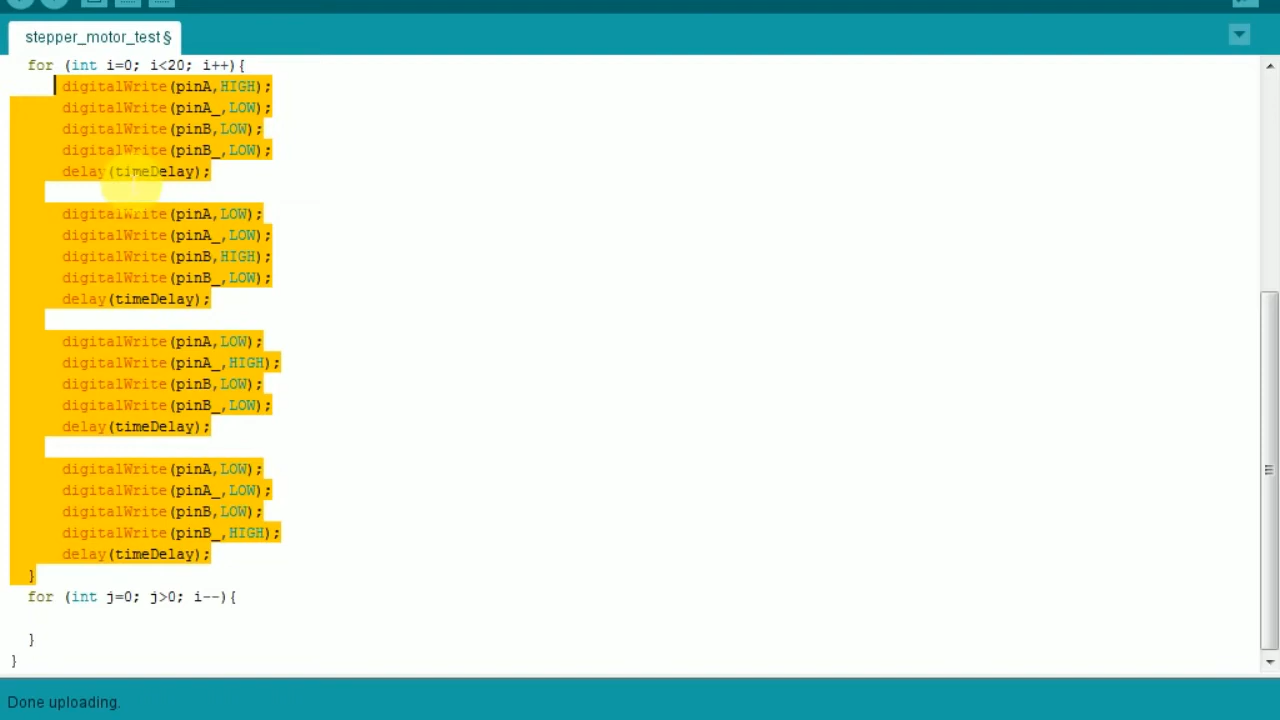 stepper_motor_test §
for (int i=0; i<20; i++){
digitalWrite(pinA,HIGH);
digitalWrite(pinA_,LOW);
digitalWrite(pinB,LOW);
digitalWrite(pinB_,LOW);
delay(timeDelay);
digitalWrite(pinA,LOW);
digitalWrite(pinA_,LOW);
digitalWrite(pinB,HIGH);
digitalWrite(pinB_,LOW);
delay(timeDelay);
digitalWrite(pinA,LOW);
digitalWrite(pinA_,HIGH);
digitalWrite(pinB,LOW);
digitalWrite(pinB_,LOW);
delay(timeDelay);
digitalWrite(pinA,LOW);
digitalWrite(pinA_,LOW);
digitalWrite(pinB,LOW);
digitalWrite(pinB_,HIGH);
delay(timeDelay);
}
for (int j=0; j>0; i--){
}
}
Done uploading.